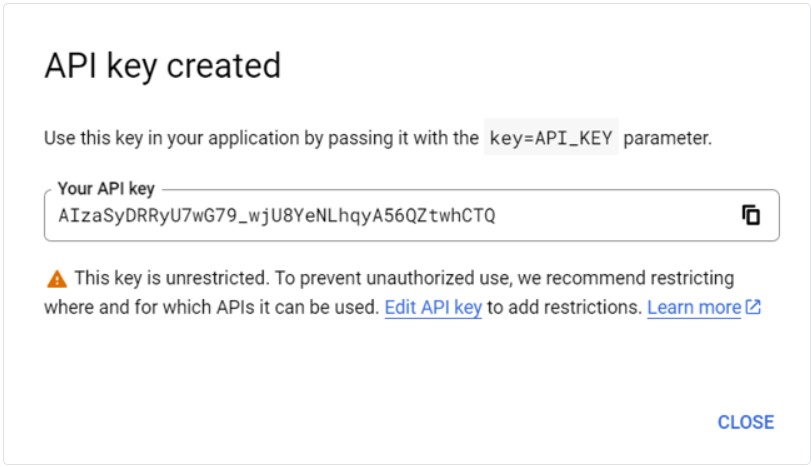 API key created
Use this key in your application by passing it with the key=API_KEY parameter.
Your API key
AIzaSyDRRyU7wG79_wjU8YeNLhqyA56QZtwhCTQ
This key is unrestricted. To prevent unauthorized use, we recommend restricting
where and for which APIs it can be used. Edit API key to add restrictions. Learn more
CLOSE